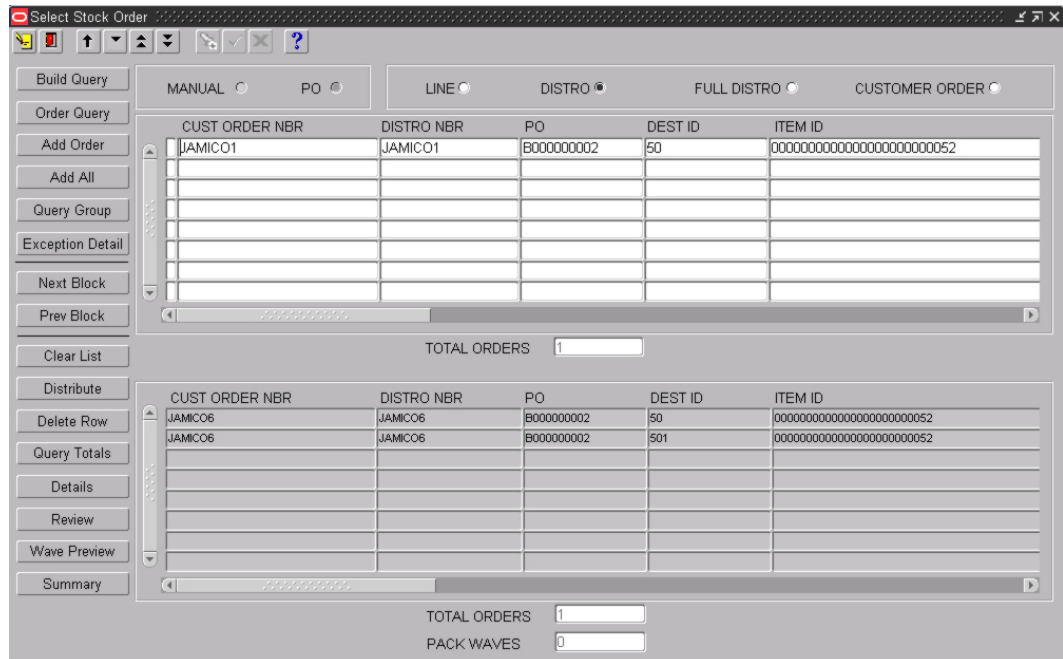 Select Stock Order
?
Build Query
Order Query
Add Order
Add All
Query Group
Exception Detail
Next Block
Prev Block
Clear List
Distribute
Delete Row
Query Totals
Details
Review
Wave Preview
Summary
MANUAL PO LINE DISTRO FULL DISTRO CUSTOMER ORDER
CUST ORDER NBR DISTRO NBR PO DEST ID ITEM ID
JAMICO1 JAMICO1 B000000002 50 0000000000000000000000052
TOTAL ORDERS 1
CUST ORDER NBR DISTRO NBR PO DEST ID ITEM ID
JAMICO6 JAMICO6 B000000002 50 0000000000000000000000052
JAMICO6 JAMICO6 B000000002 501 0000000000000000000000052
TOTAL ORDERS 1
PACK WAVES 0